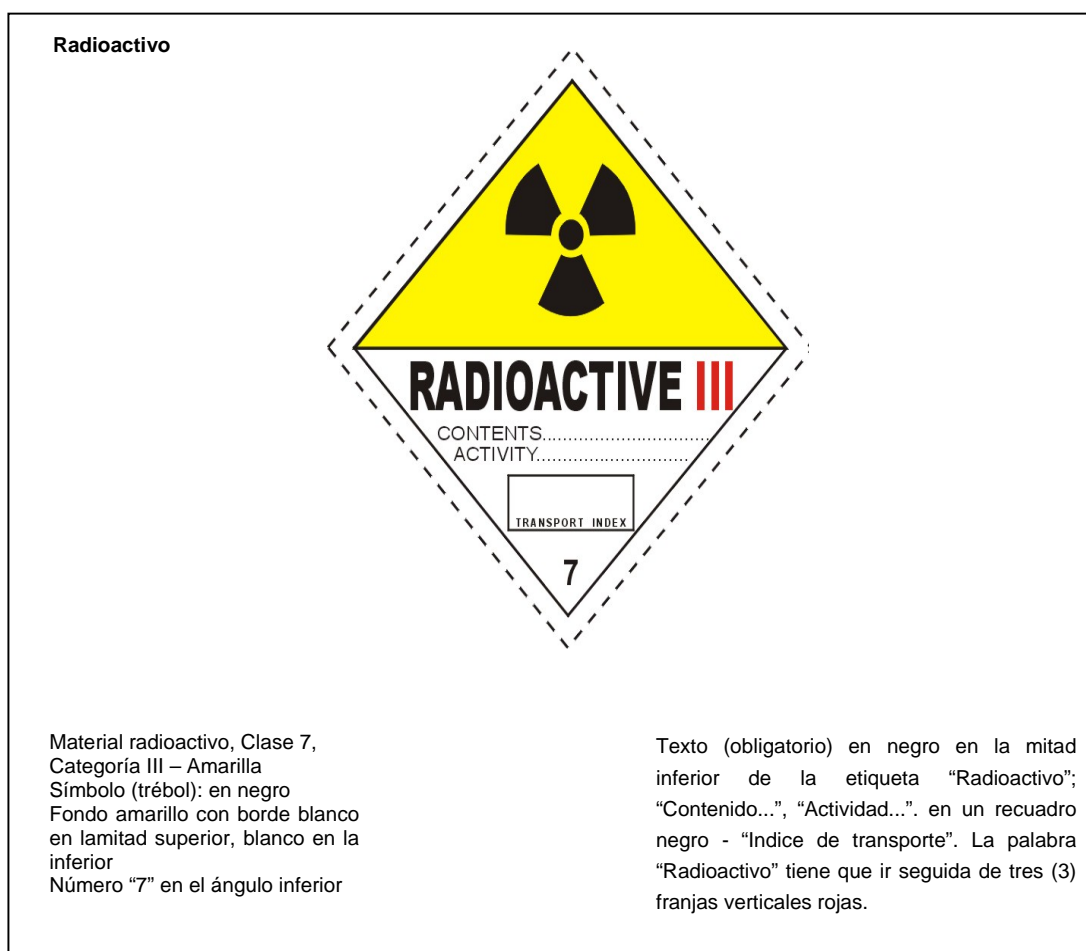 Radioactivo
RADIOACTIVE III
CONTENTS................................
ACTIVITY.............................
TRANSPORT INDEX
7
Material radioactivo, Clase 7,
Categoría III – Amarilla
Símbolo (trébol): en negro
Fondo amarillo con borde blanco
en lamitad superior, blanco en la
inferior
Número “7” en el ángulo inferior
Texto (obligatorio) en negro en la mitad
inferior de la etiqueta “Radioactivo”;
“Contenido...”, “Actividad...”. en un recuadro
negro - “Indice de transporte”. La palabra
“Radioactivo” tiene que ir seguida de tres (3)
franjas verticales rojas.